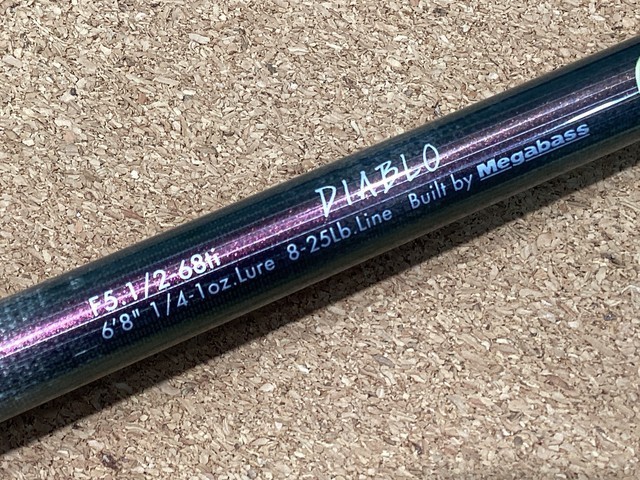 DIABLO
F5.1/2-68ti
6'8" 1/4-1oz.Lure 8-25Lb.Line Built by Megabass